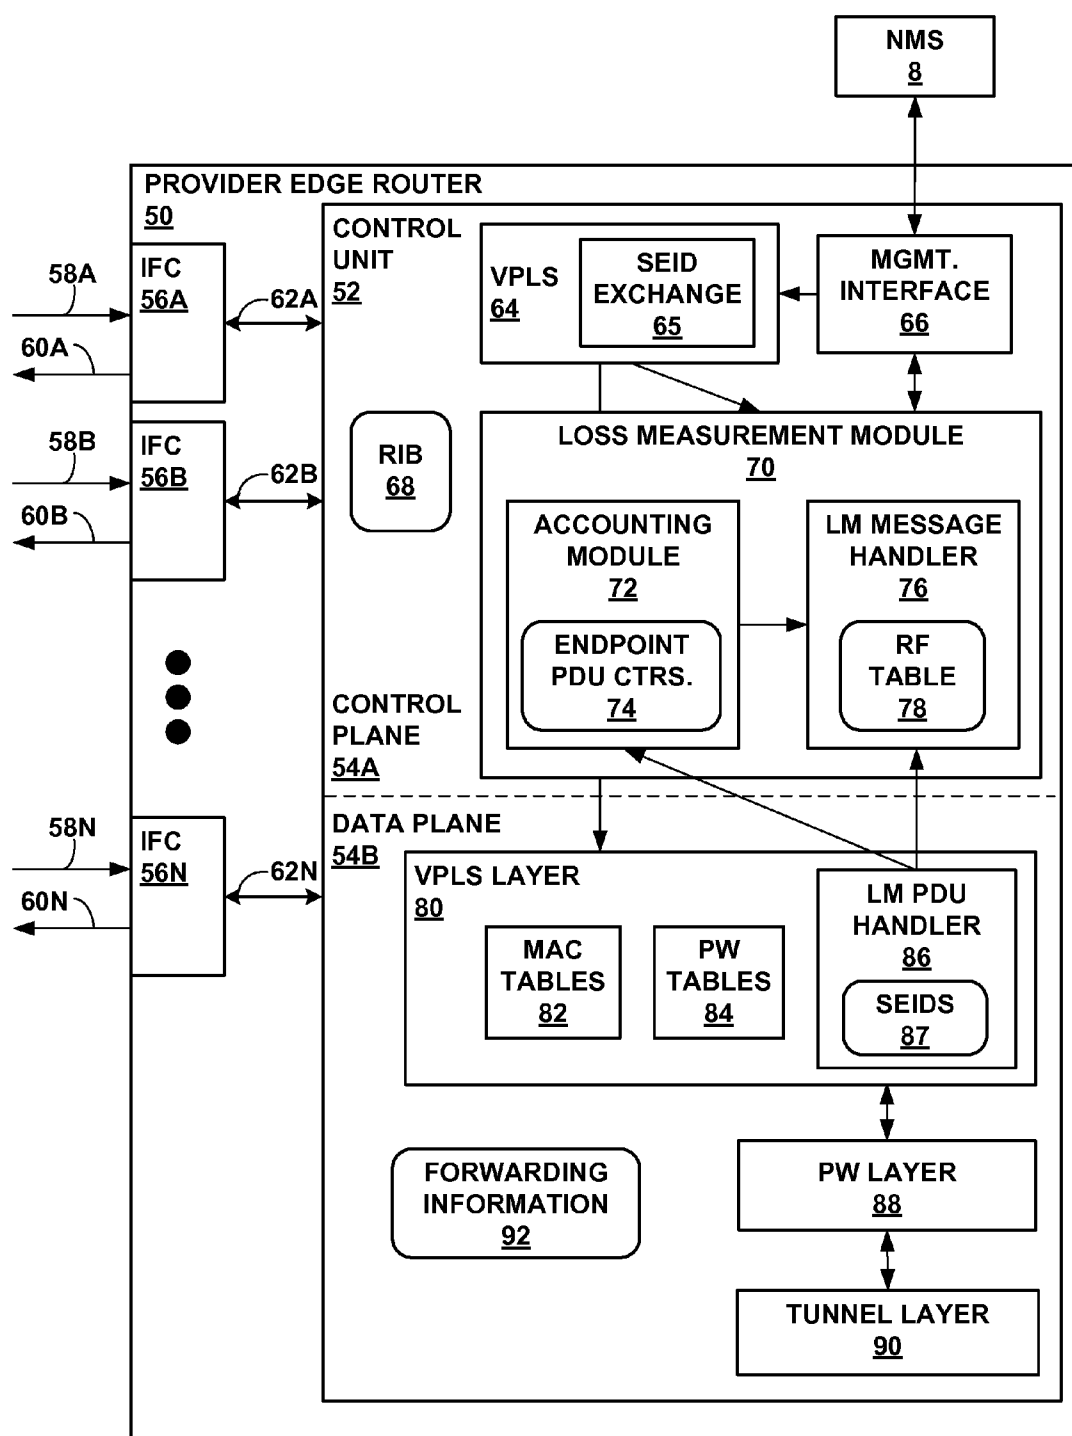 NMS
8
PROVIDER EDGE ROUTER
50
CONTROL
UNIT
52
VPLS
64
SEID
EXCHANGE
65
MGMT.
INTERFACE
66
IFC
56A
58A
60A
62A
IFC
56B
58B
60B
62B
RIB
68
LOSS MEASUREMENT MODULE
70
ACCOUNTING
MODULE
72
ENDPOINT
PDU CTRS.
74
LM MESSAGE
HANDLER
76
RF
TABLE
78
CONTROL
PLANE
54A
DATA PLANE
54B
IFC
56N
58N
60N
62N
VPLS LAYER
80
MAC
TABLES
82
PW
TABLES
84
LM PDU
HANDLER
86
SEIDS
87
FORWARDING
INFORMATION
92
PW LAYER
88
TUNNEL LAYER
90